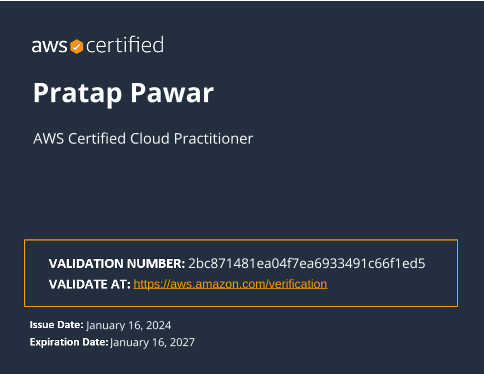 aws certified
Pratap Pawar
AWS Certified Cloud Practitioner
VALIDATION NUMBER: 2bc871481ea04f7ea6933491c66f1ed5
VALIDATE AT: https://aws.amazon.com/verification
Issue Date: January 16, 2024
Expiration Date: January 16, 2027